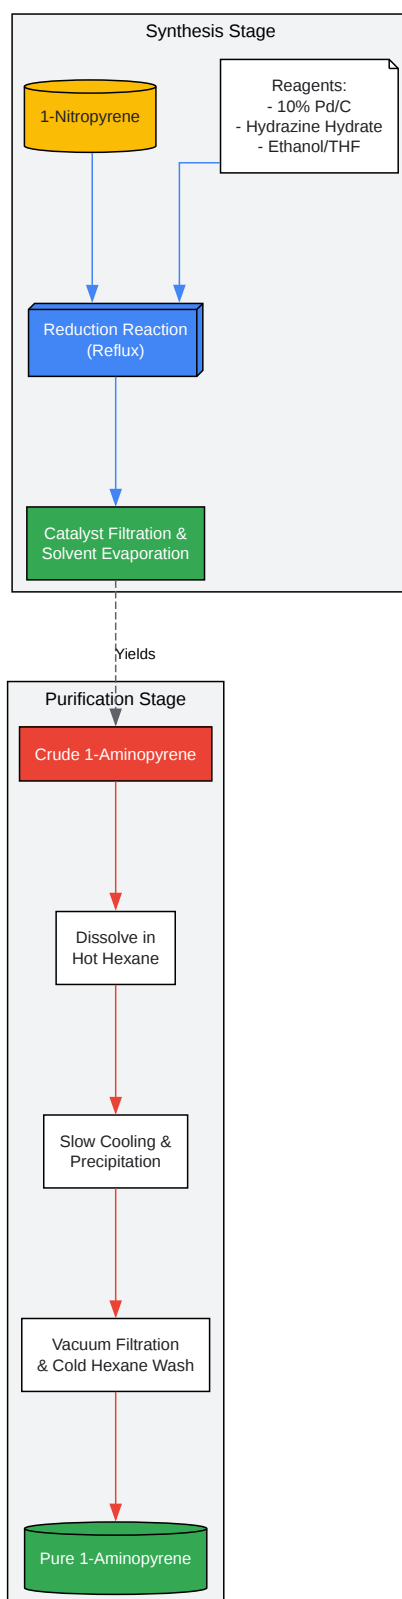 Synthesis Stage
1-Nitropyrene
Reagents:
- 10% Pd/C
- Hydrazine Hydrate
- Ethanol/THF
Reduction Reaction
(Reflux)
Catalyst Filtration &
Solvent Evaporation
Yields
Purification Stage
Crude 1-Aminopyrene
Dissolve in
Hot Hexane
Slow Cooling &
Precipitation
Vacuum Filtration
& Cold Hexane Wash
Pure 1-Aminopyrene